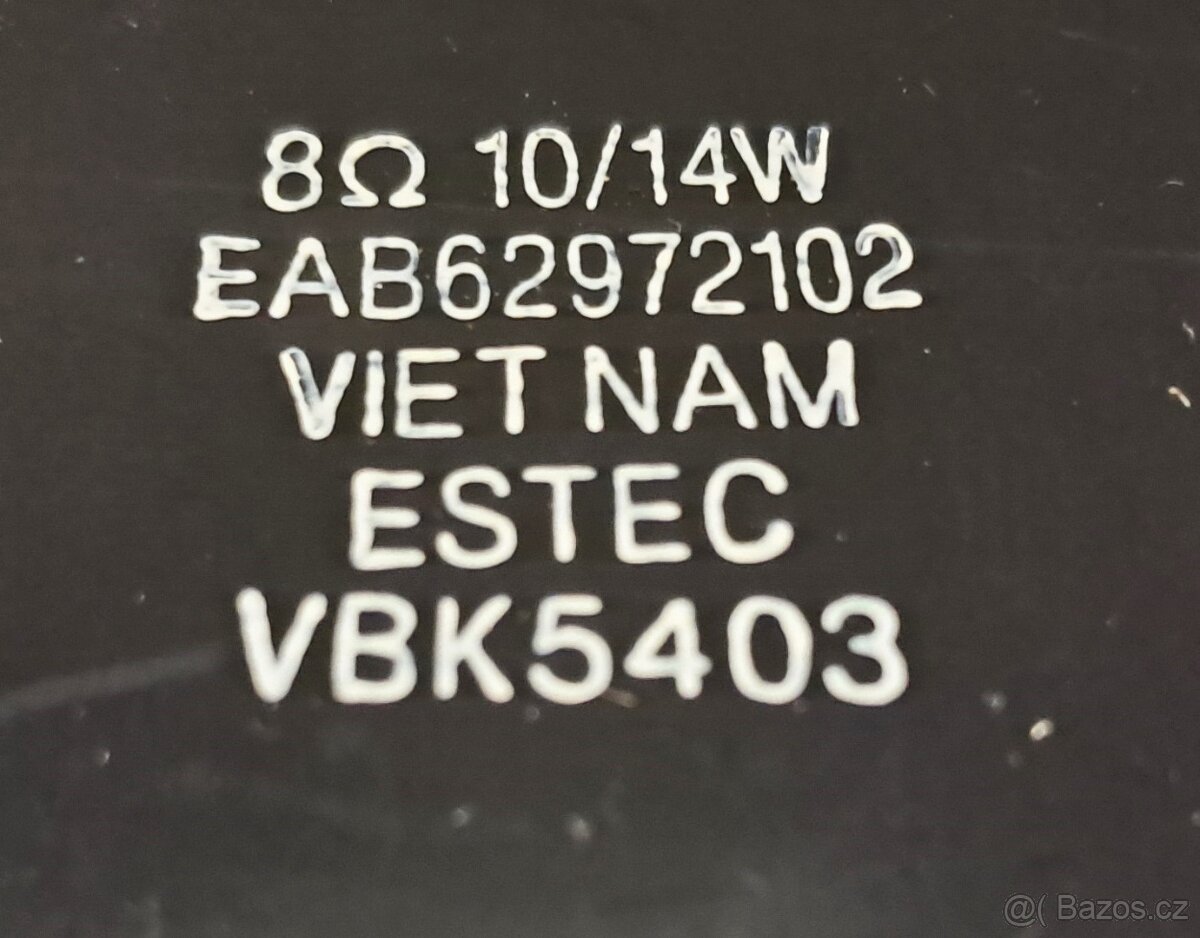 8Ω 10/14W
EAB62972102
VIET NAM
ESTEC
VBK5403
@( Bazos.cz